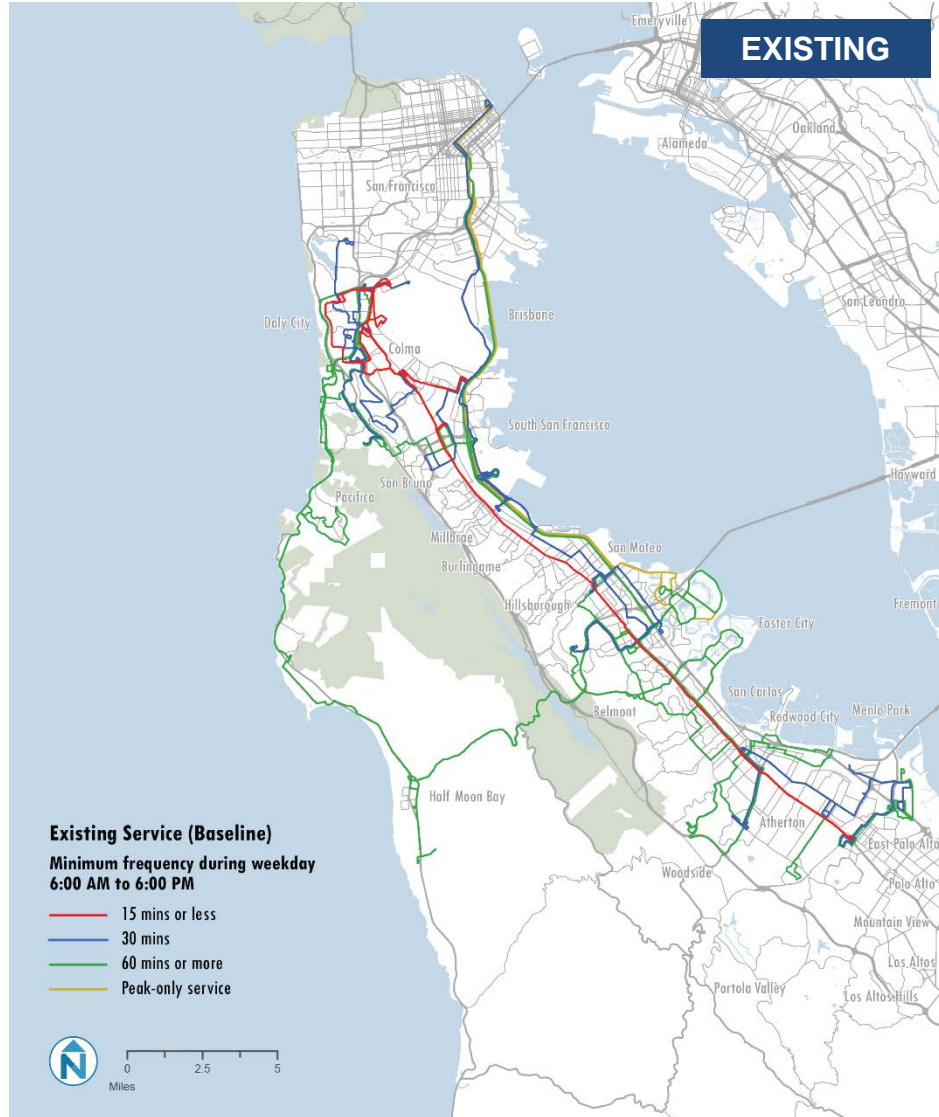 Emeryville
EXISTING
Oakland
Alameda
San Francisco
San Leandro
Brisbane
Daly City
Colma
South San Francisco
Hayward
San Bruno
Pacifica
Millbrae
San Mateo
Burlingame
Hillsborough
Fremont
Foster City
San Carlos
Menlo Park
Belmont
Redwood City
Half Moon Bay
Atherton
East Palo Alto
Woodside
Palo Alto
Mountain View
Los Altos
Portola Valley
Los Altos Hills
Existing Service (Baseline)
Minimum frequency during weekday
6:00 AM to 6:00 PM
15 mins or less
30 mins
60 mins or more
Peak-only service
N
0 2.5 5
Miles